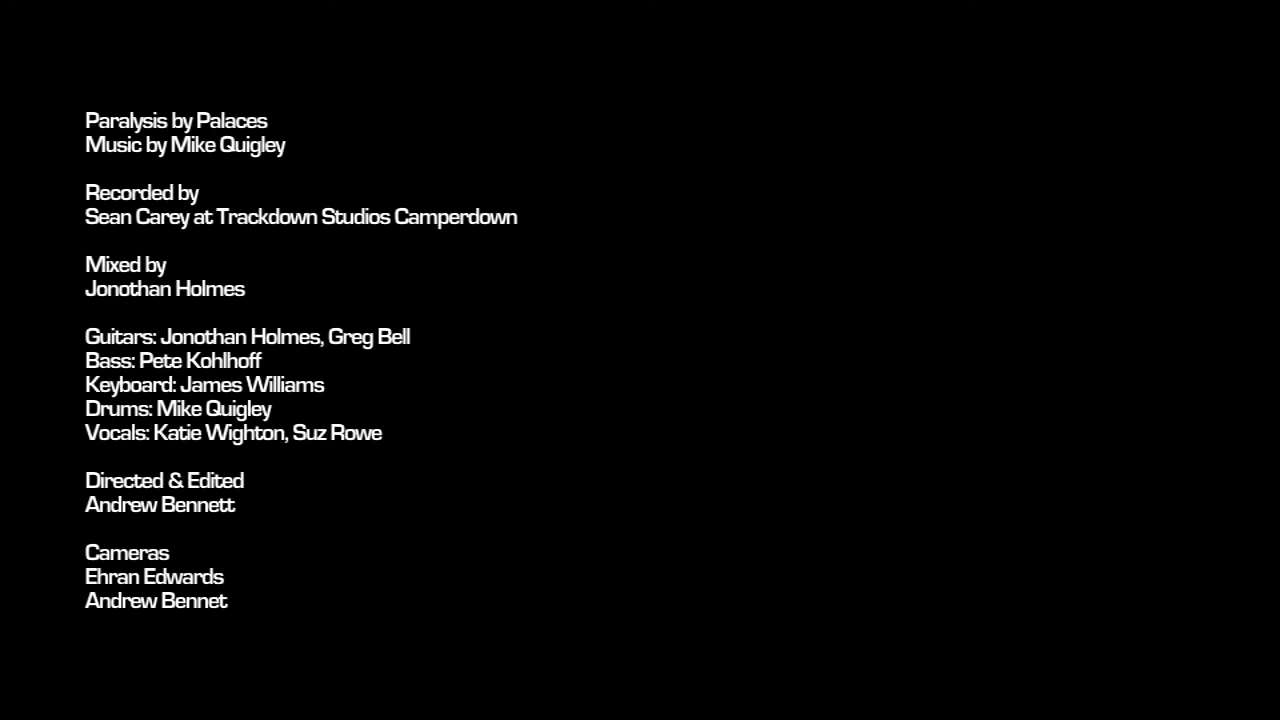 Paralysis by Palaces
Music by Mike Quigley
Recorded by
Sean Carey at Trackdown Studios Camperdown
Mixed by
Jonothan Holmes
Guitars: Jonothan Holmes, Greg Bell
Bass: Pete Kohlhoff
Keyboard: James Williams
Drums: Mike Quigley
Vocals: Katie Wighton, Suz Rowe
Directed & Edited
Andrew Bennett
Cameras
Ehran Edwards
Andrew Bennet